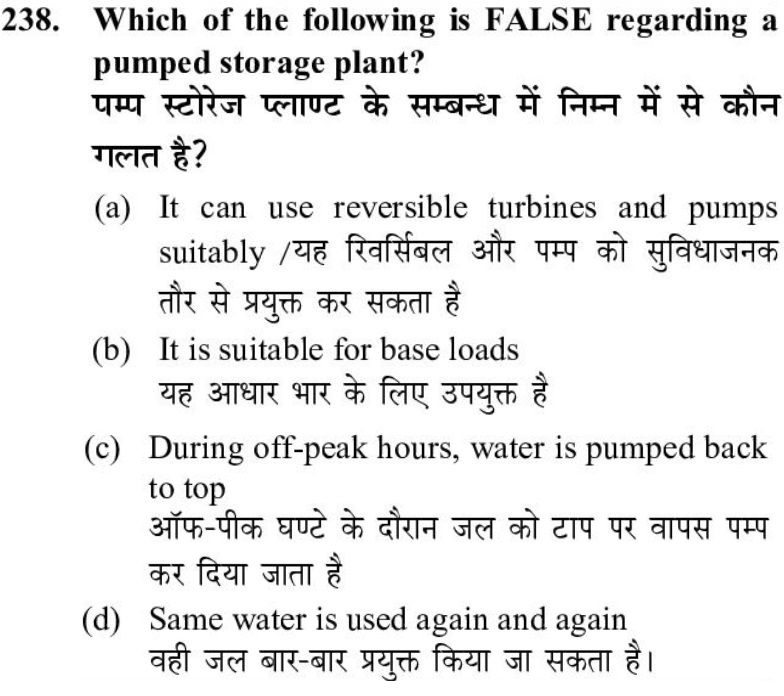 238. Which of the following is FALSE regarding a
pumped storage plant?
पम्प स्टोरेज प्लाण्ट के सम्बन्ध में निम्न में से कौन
गलत है?
(a) It can use reversible turbines and pumps
suitably /यह रिवर्सिबल और पम्प को सुविधाजनक
तौर से प्रयुक्त कर सकता है
(b) It is suitable for base loads
यह आधार भार के लिए उपयुक्त है
(c) During off-peak hours, water is pumped back
to top
ऑफ-पीक घण्टे के दौरान जल को टाप पर वापस पम्प
कर दिया जाता है
(d) Same water is used again and again
वही जल बार-बार प्रयुक्त किया जा सकता है।